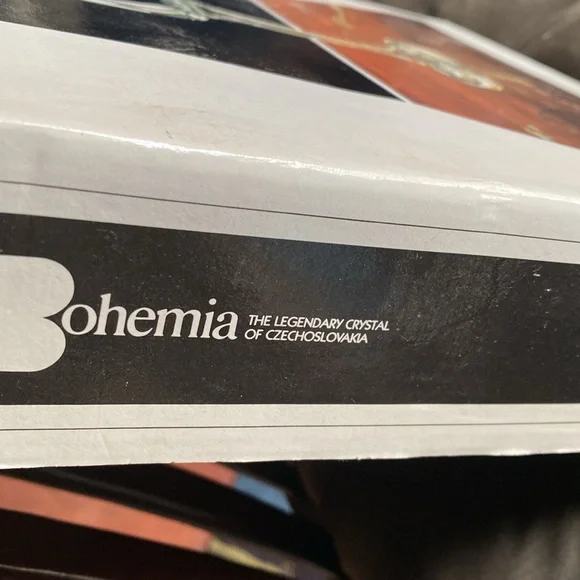 Bohemia THE LEGENDARY CRYSTAL
OF CZECHOSLOVAKIA